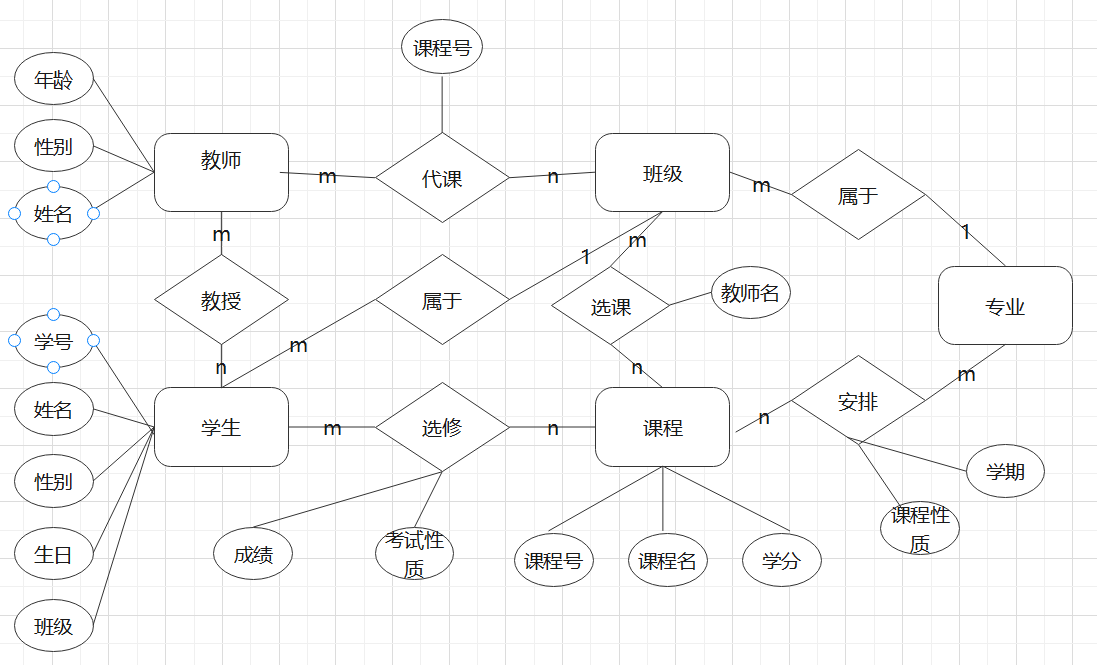 课程号
年龄
性别
教师
m
代课
n
班级
m
属于
姓名
m
1
m
1
教授
属于
选课
教师名
专业
学号
m
n
n
m
姓名
学生
m
选修
n
课程
n
安排
性别
学期
生日
成绩
考试性
质
课程号
课程名
学分
课程性
质
班级